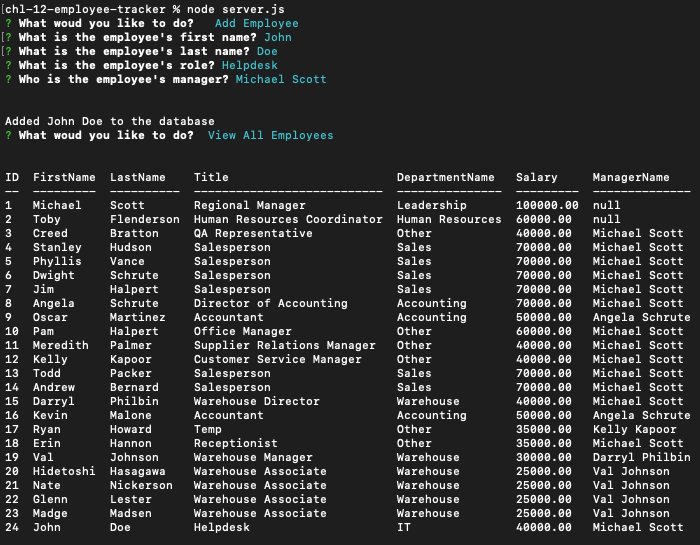 [chl-12-employee-tracker % node server.js
? What woud you like to do?  Add Employee
[? What is the employee's first name? John
[? What is the employee's last name? Doe
? What is the employee's role? Helpdesk
? Who is the employee's manager? Michael Scott
Added John Doe to the database
? What woud you like to do?  View All Employees
ID  FirstName  LastName    Title                        DepartmentName   Salary     ManagerName
--  ---------  ----------  ---------------------------  ---------------  ---------  --------------
1   Michael    Scott       Regional Manager             Leadership       100000.00  null
2   Toby       Flenderson  Human Resources Coordinator  Human Resources  60000.00   null
3   Creed      Bratton     QA Representative            Other            40000.00   Michael Scott
4   Stanley    Hudson      Salesperson                  Sales            70000.00   Michael Scott
5   Phyllis    Vance       Salesperson                  Sales            70000.00   Michael Scott
6   Dwight     Schrute     Salesperson                  Sales            70000.00   Michael Scott
7   Jim        Halpert     Salesperson                  Sales            70000.00   Michael Scott
8   Angela     Schrute     Director of Accounting       Accounting       70000.00   Michael Scott
9   Oscar      Martinez    Accountant                   Accounting       50000.00   Angela Schrute
10  Pam        Halpert     Office Manager               Other            60000.00   Michael Scott
11  Meredith   Palmer      Supplier Relations Manager   Other            40000.00   Michael Scott
12  Kelly      Kapoor      Customer Service Manager     Other            40000.00   Michael Scott
13  Todd       Packer      Salesperson                  Sales            70000.00   Michael Scott
14  Andrew     Bernard     Salesperson                  Sales            70000.00   Michael Scott
15  Darryl     Philbin     Warehouse Director           Warehouse        40000.00   Michael Scott
16  Kevin      Malone      Accountant                   Accounting       50000.00   Angela Schrute
17  Ryan       Howard      Temp                         Other            35000.00   Kelly Kapoor
18  Erin       Hannon      Receptionist                 Other            35000.00   Michael Scott
19  Val        Johnson     Warehouse Manager            Warehouse        30000.00   Darryl Philbin
20  Hidetoshi  Hasagawa    Warehouse Associate          Warehouse        25000.00   Val Johnson
21  Nate       Nickerson   Warehouse Associate          Warehouse        25000.00   Val Johnson
22  Glenn      Lester      Warehouse Associate          Warehouse        25000.00   Val Johnson
23  Madge      Madsen      Warehouse Associate          Warehouse        25000.00   Val Johnson
24  John       Doe         Helpdesk                     IT               40000.00   Michael Scott